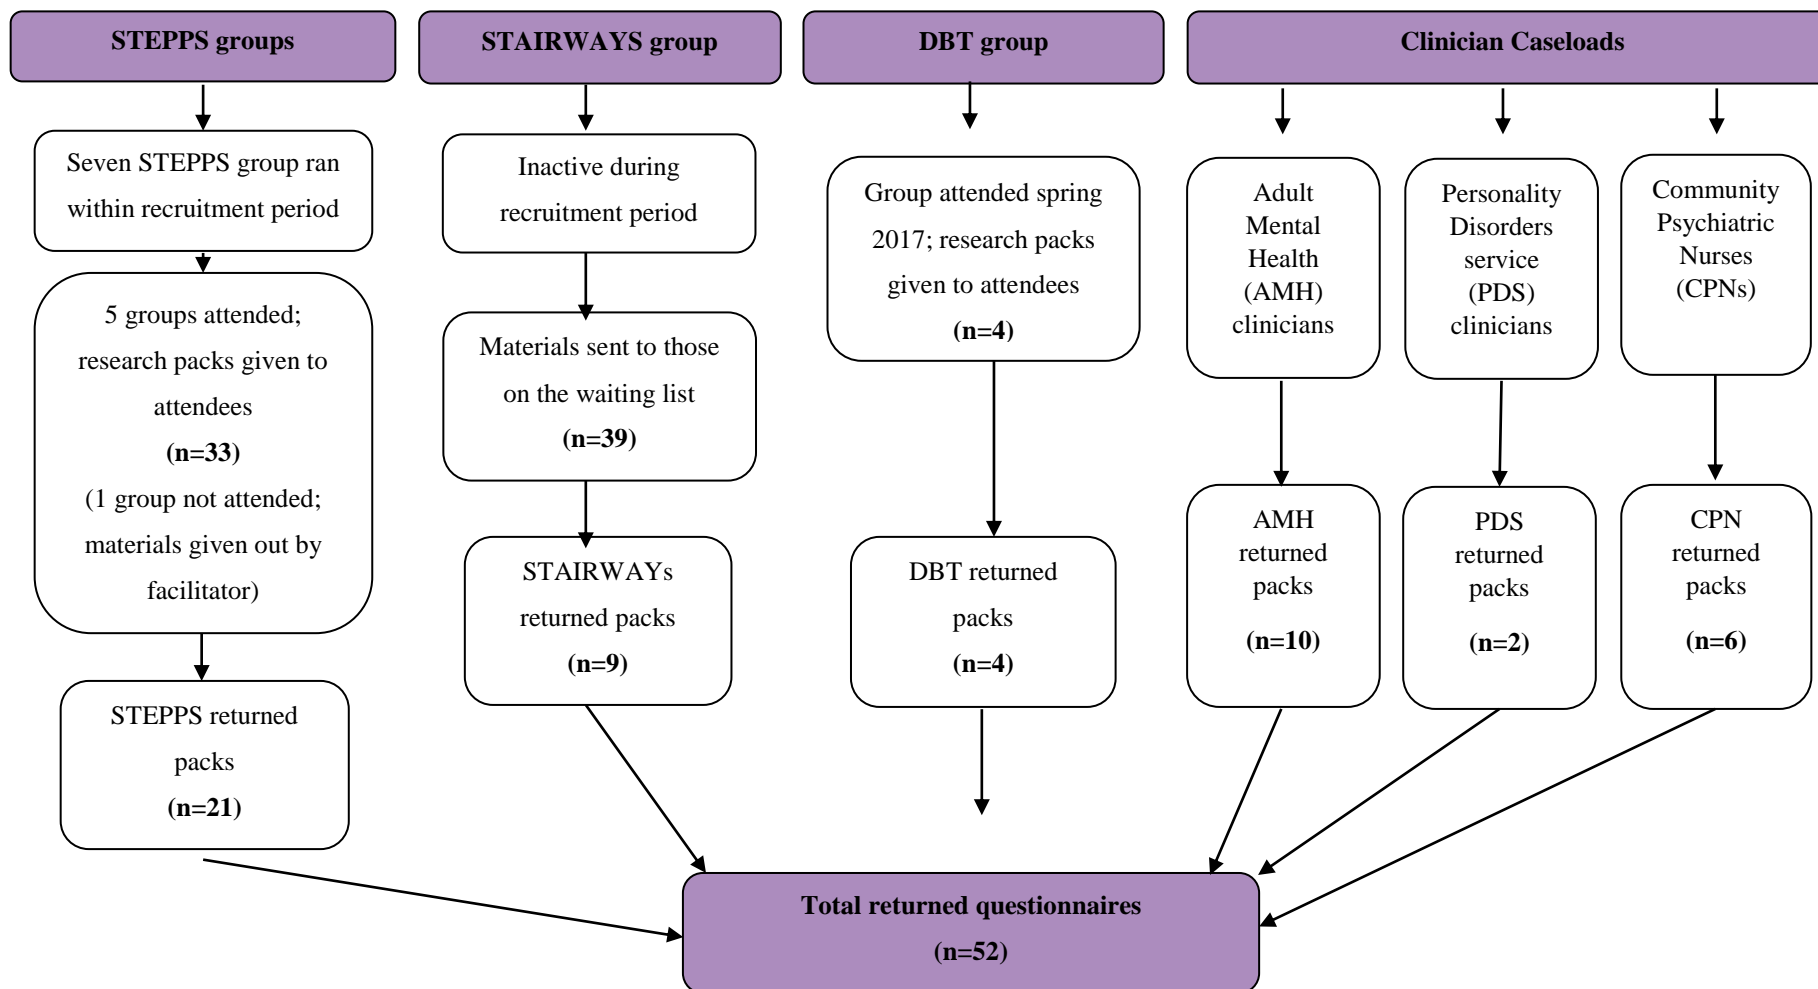 STEPPS groups
STAIRWAYS group
DBT group
Clinician Caseloads
Seven STEPPS group ran
within recruitment period
5 groups attended;
research packs given to
attendees
(n=33)
(1 group not attended;
materials given out by
facilitator)
STEPPS returned
packs
(n=21)
Inactive during
recruitment period
Materials sent to those
on the waiting list
(n=39)
STAIRWAYs
returned packs
(n=9)
Group attended spring
2017; research packs
given to attendees
(n=4)
DBT returned
packs
(n=4)
Adult
Mental
Health
(AMH)
clinicians
AMH
returned
packs
(n=10)
Personality
Disorders
service
(PDS)
clinicians
PDS
returned
packs
(n=2)
Community
Psychiatric
Nurses
(CPNs)
CPN
returned
packs
(n=6)
Total returned questionnaires
(n=52)